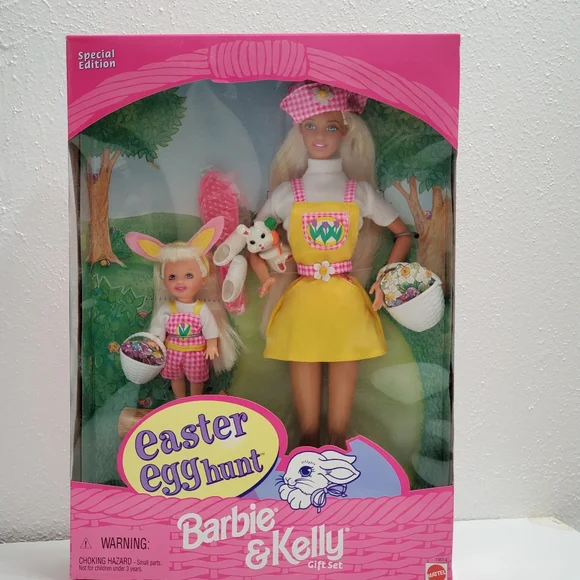 Special
Edition
easter
egg hunt™
Barbie®
& Kelly®
Gift Set
WARNING:
CHOKING HAZARD—Small parts.
Not for children under 3 years.
MATTEL